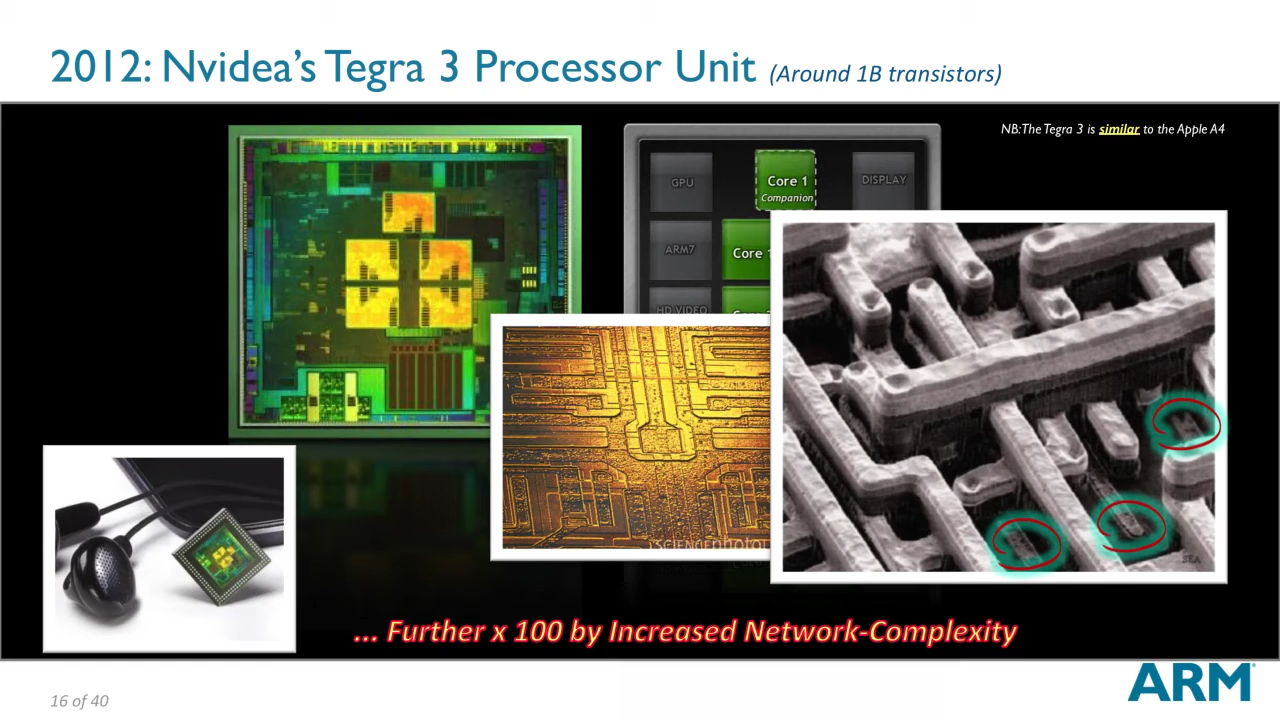 2012: Nvidea's Tegra 3 Processor Unit (Around 1B transistors)
NB: The Tegra 3 is similar to the Apple A4
GPU
Core 1
Companion
DISPLAY
ARM7
Core 1
HD VIDEO
sciencephoto
SEA
... Further x 100 by Increased Network-Complexity
16 of 40
ARM